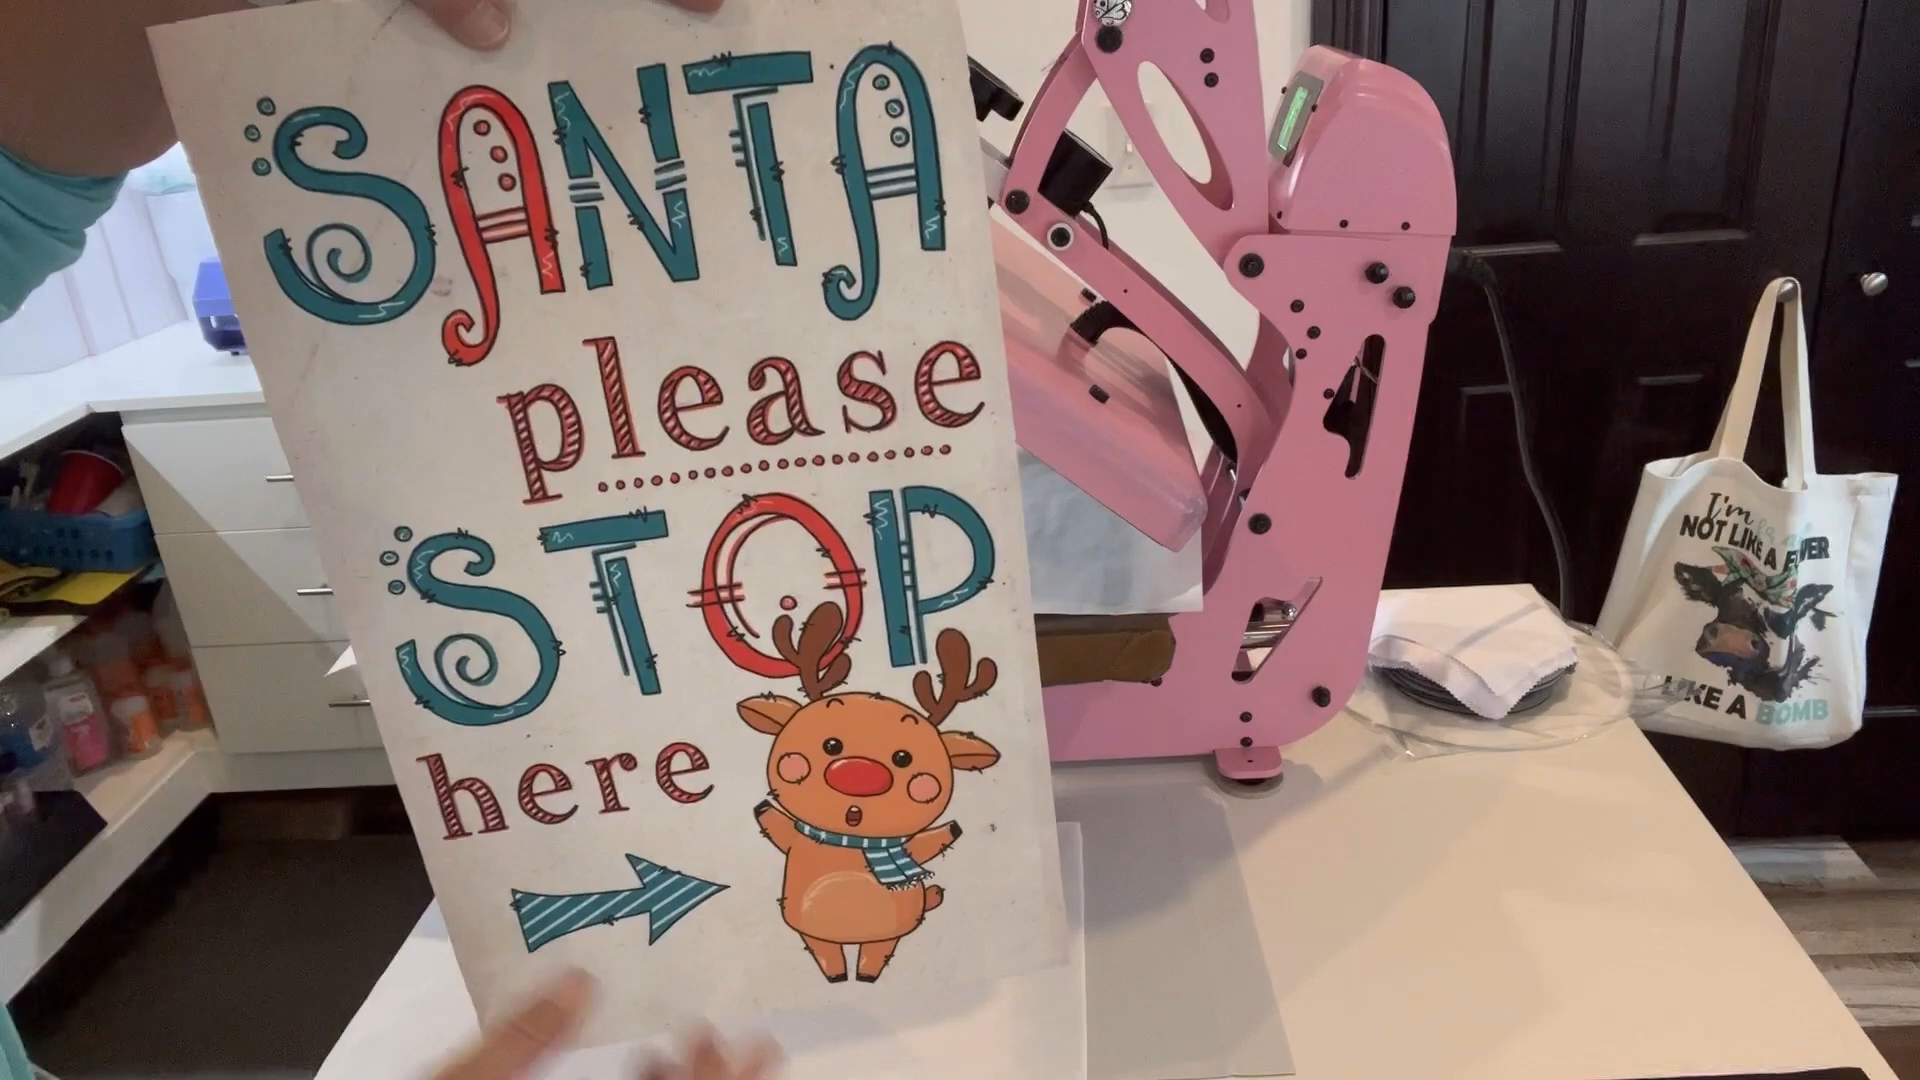 SANTA
please
STOP
here
I'm
NOT LIKE A
LIKE A BOMB